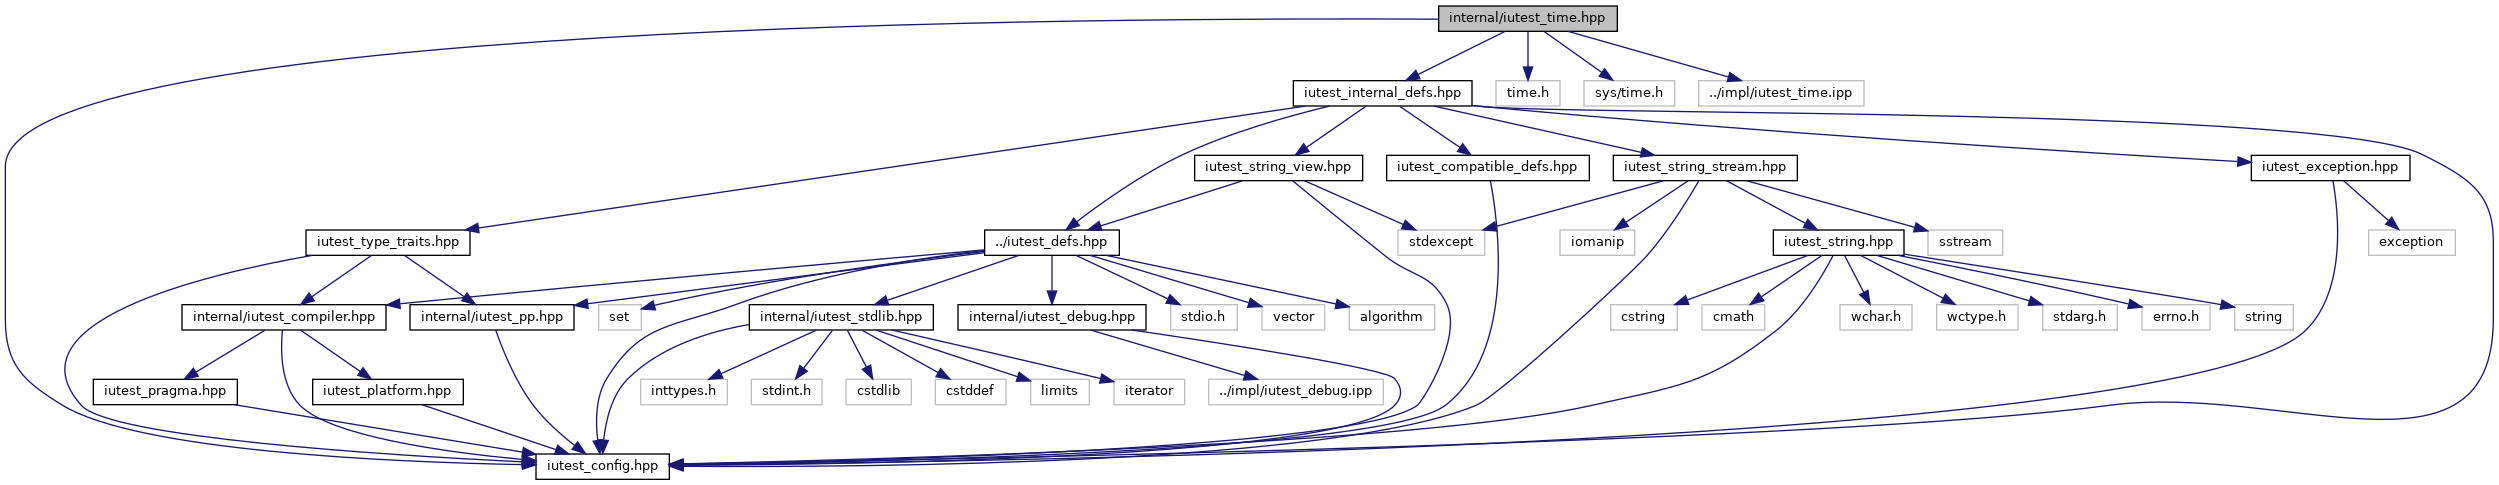 internal/iutest_time.hpp
iutest_internal_defs.hpp
time.h
sys/time.h
../impl/iutest_time.ipp
iutest_string_view.hpp
iutest_compatible_defs.hpp
iutest_string_stream.hpp
iutest_exception.hpp
iutest_type_traits.hpp
../iutest_defs.hpp
stdexcept
iomanip
iutest_string.hpp
sstream
exception
internal/iutest_compiler.hpp
internal/iutest_pp.hpp
set
internal/iutest_stdlib.hpp
internal/iutest_debug.hpp
stdio.h
vector
algorithm
cstring
cmath
wchar.h
wctype.h
stdarg.h
errno.h
string
iutest_pragma.hpp
iutest_platform.hpp
inttypes.h
stdint.h
cstdlib
cstddef
limits
iterator
../impl/iutest_debug.ipp
iutest_config.hpp